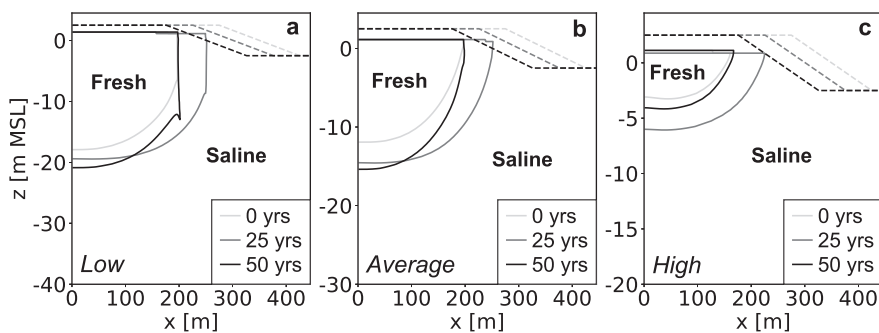 a
0
-10
-20
-30
-40
z [m MSL]
Fresh
Saline
0 yrs
25 yrs
50 yrs
Low
0 100 200 300 400
x [m]
b
0
-10
-20
-30
Fresh
Saline
0 yrs
25 yrs
50 yrs
Average
0 100 200 300 400
x [m]
c
0
-5
-10
-15
-20
Fresh
Saline
0 yrs
25 yrs
50 yrs
High
0 100 200 300 400
x [m]